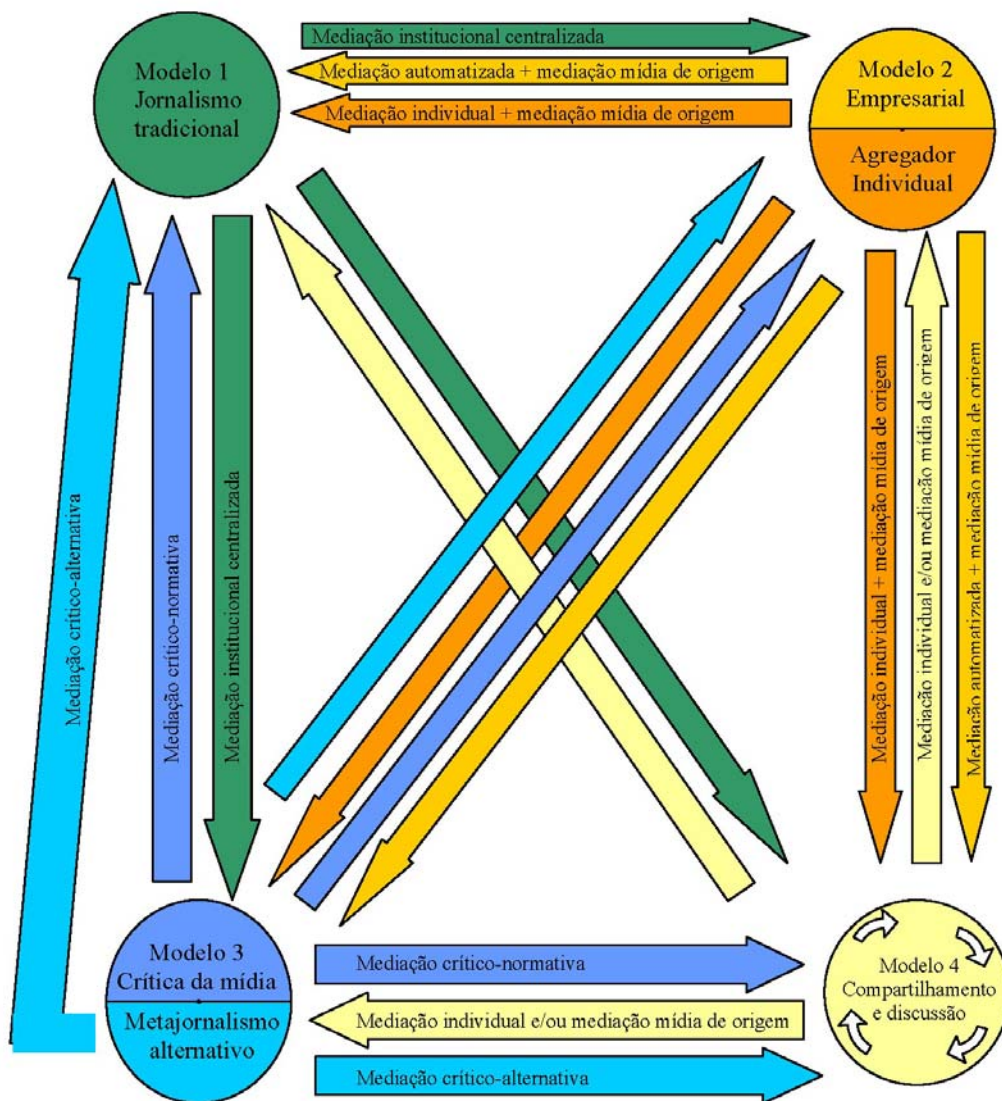 Modelo 1
Jornalismo
tradicional
Mediação institucional centralizada
Mediação automatizada + mediação mídia de origem
Mediação individual + mediação mídia de origem
Modelo 2
Empresarial
Agregador
Individual
Mediação crítico-alternativa
Mediação crítico-normativa
Mediação institucional centralizada
Mediação individual + mediação mídia de origem
Mediacão individual e/ou mediacão mídia de origem
Mediação automatizada + mediação mídia de origem
Modelo 3
Crítica da mídia
Metajornalismo
alternativo
Mediação crítico-normativa
Mediação individual e/ou mediação mídia de origem
Mediação crítico-alternativa
Modelo 4
Compartilhamento
e discussão